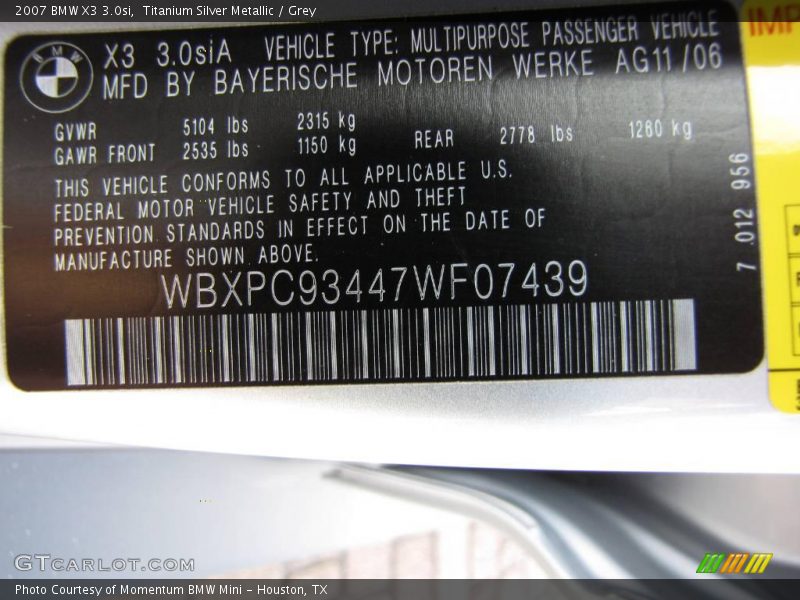 2007 BMW X3 3.0si, Titanium Silver Metallic / Grey
BMW
X3 3.0siA VEHICLE TYPE: MULTIPURPOSE PASSENGER VEHICLE
MFD BY BAYERISCHE MOTOREN WERKE AG11/06
GVWR 5104 lbs 2315 kg
GAWR FRONT 2535 lbs 1150 kg REAR 2778 lbs 1260 kg
THIS VEHICLE CONFORMS TO ALL APPLICABLE U.S.
FEDERAL MOTOR VEHICLE SAFETY AND THEFT
PREVENTION STANDARDS IN EFFECT ON THE DATE OF
MANUFACTURE SHOWN ABOVE.
WBXPC93447WF07439
7 012 956
IMP
GTCARLOT.COM
Photo Courtesy of Momentum BMW Mini - Houston, TX